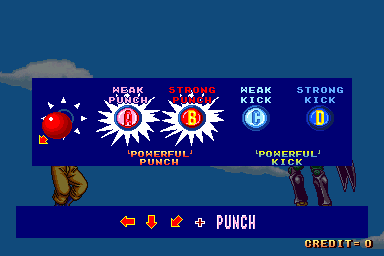 WEAK PUNCH
STRONG PUNCH
WEAK KICK
STRONG KICK
A B C D
"POWERFUL" PUNCH
"POWERFUL" KICK
+ PUNCH
CREDIT= 0